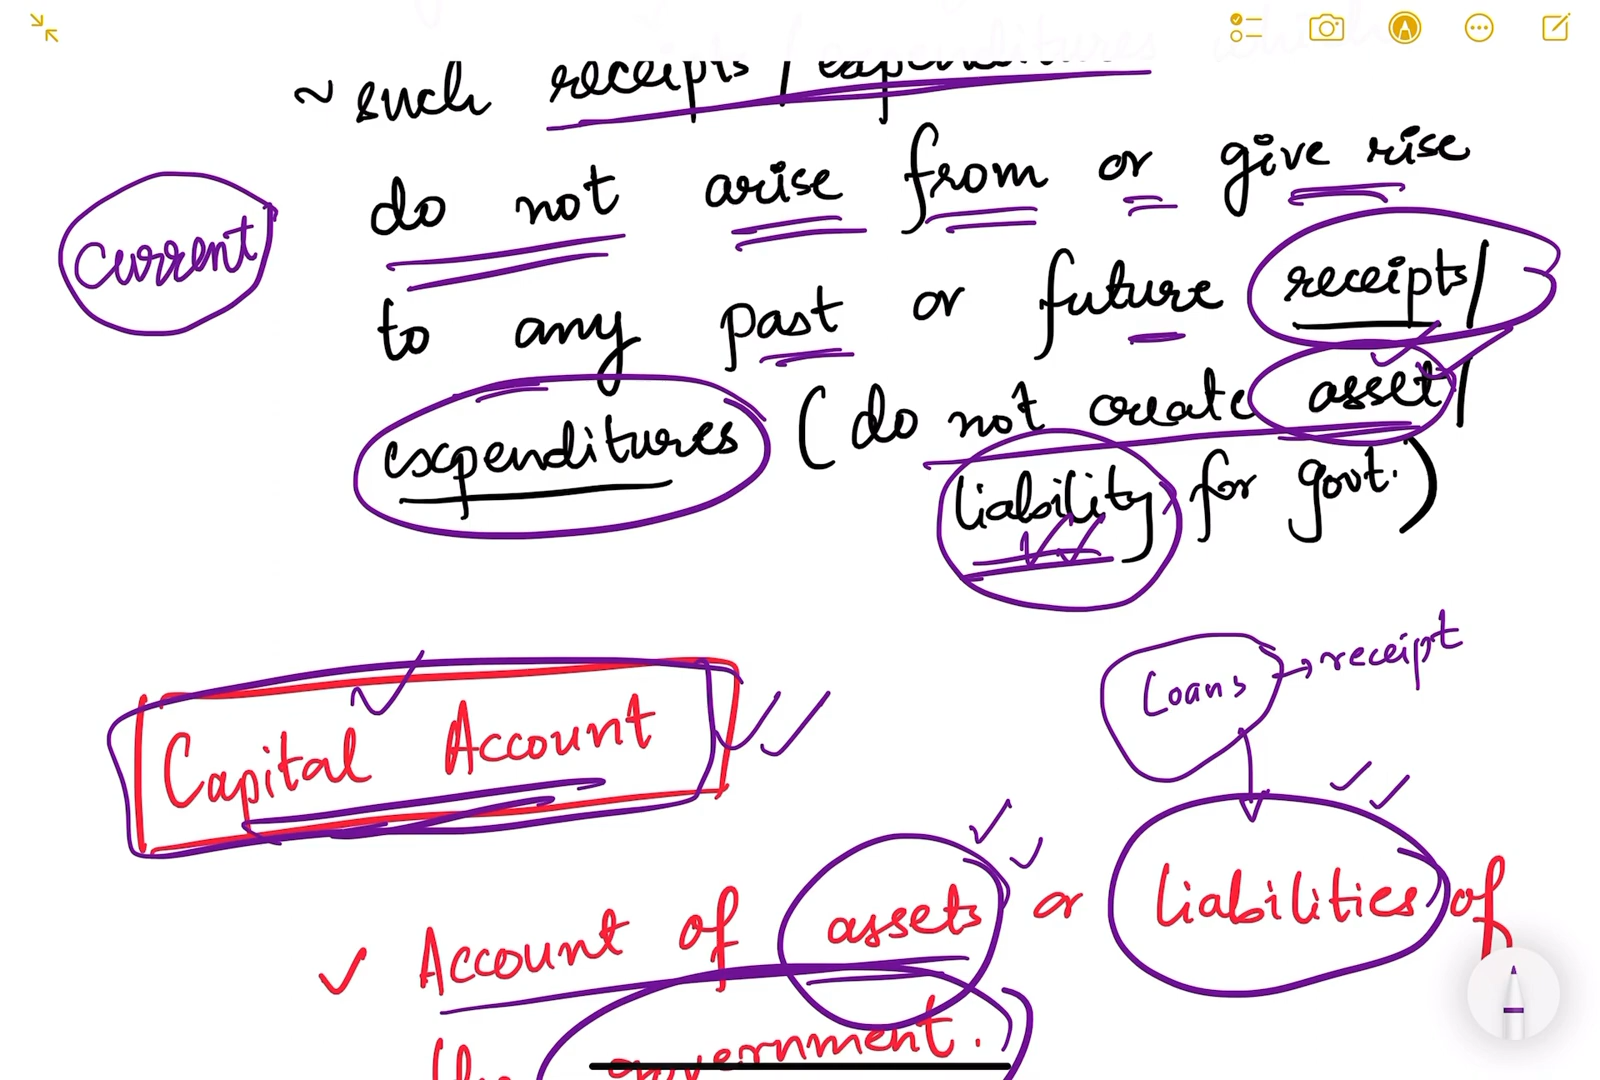 ~ such receipts / expenditures
do not arise from or give rise
current
to any past or future receipts/
expenditures (do not create asset/
liability for govt.)
Loans → receipt
Capital Account
✓ Account of assets or liabilities of
the government.